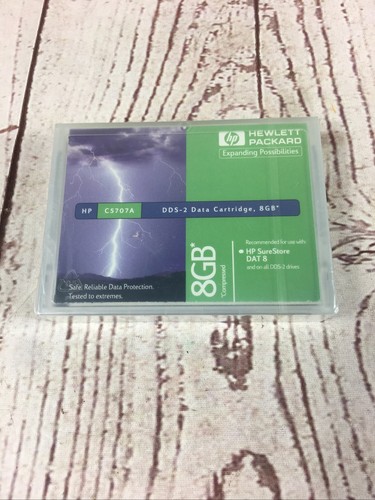 hp HEWLETT
PACKARD
Expanding Possibilities
HP C5707A DDS-2 Data Cartridge, 8GB*
8GB*
*Compressed
Recommended for use with:
• HP SureStore
DAT 8
and on all DDS-2 drives
Safe. Reliable Data Protection.
Tested to extremes.